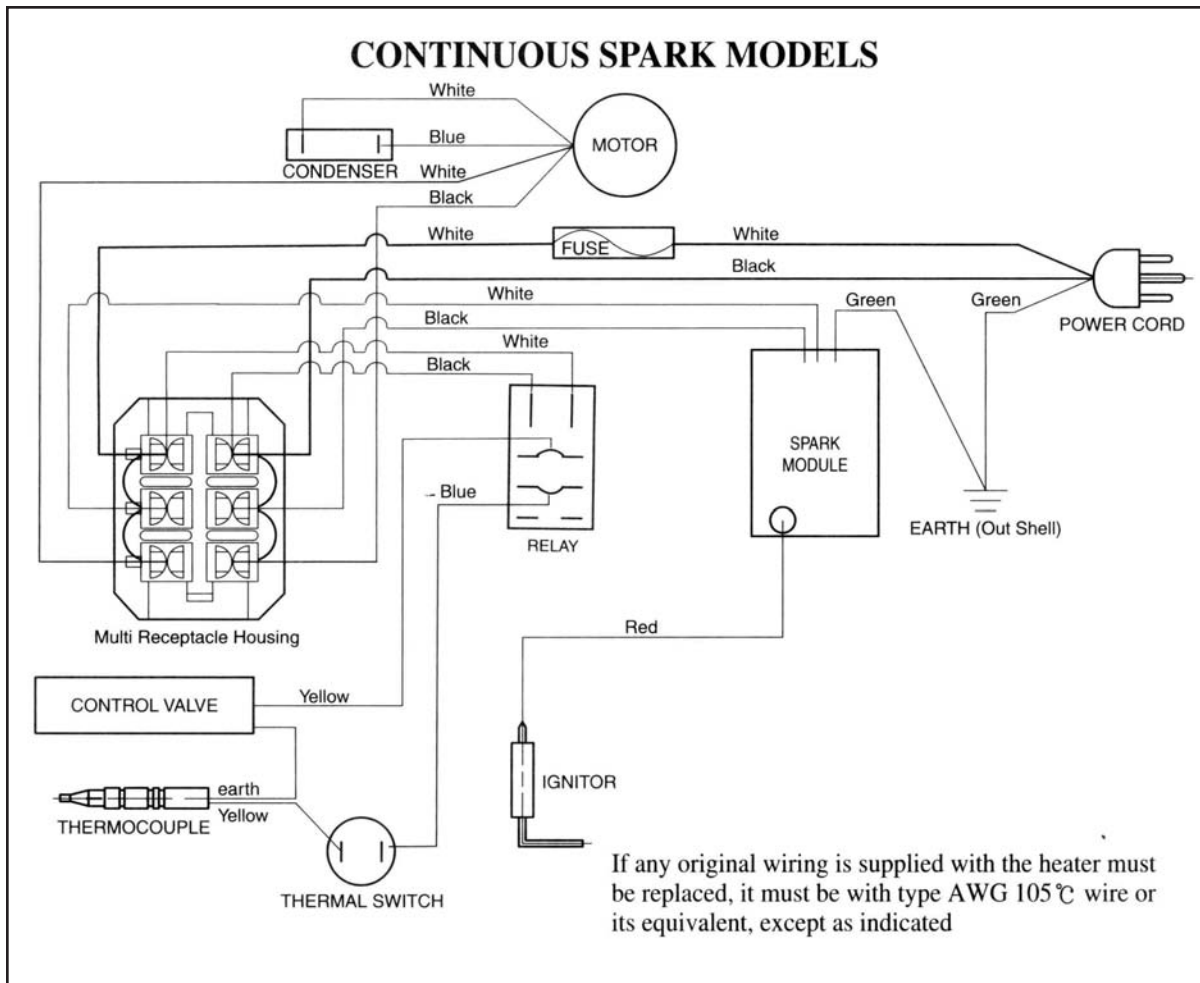 CONTINUOUS SPARK MODELS
White
Blue
MOTOR
CONDENSER
White
Black
White
FUSE
White
Black
White
Green
Green
Black
POWER CORD
White
Black
SPARK
MODULE
Blue
EARTH (Out Shell)
RELAY
Multi Receptacle Housing
Red
CONTROL VALVE
Yellow
IGNITOR
earth
Yellow
THERMOCOUPLE
THERMAL SWITCH
If any original wiring is supplied with the heater must
be replaced, it must be with type AWG 105℃ wire or
its equivalent, except as indicated